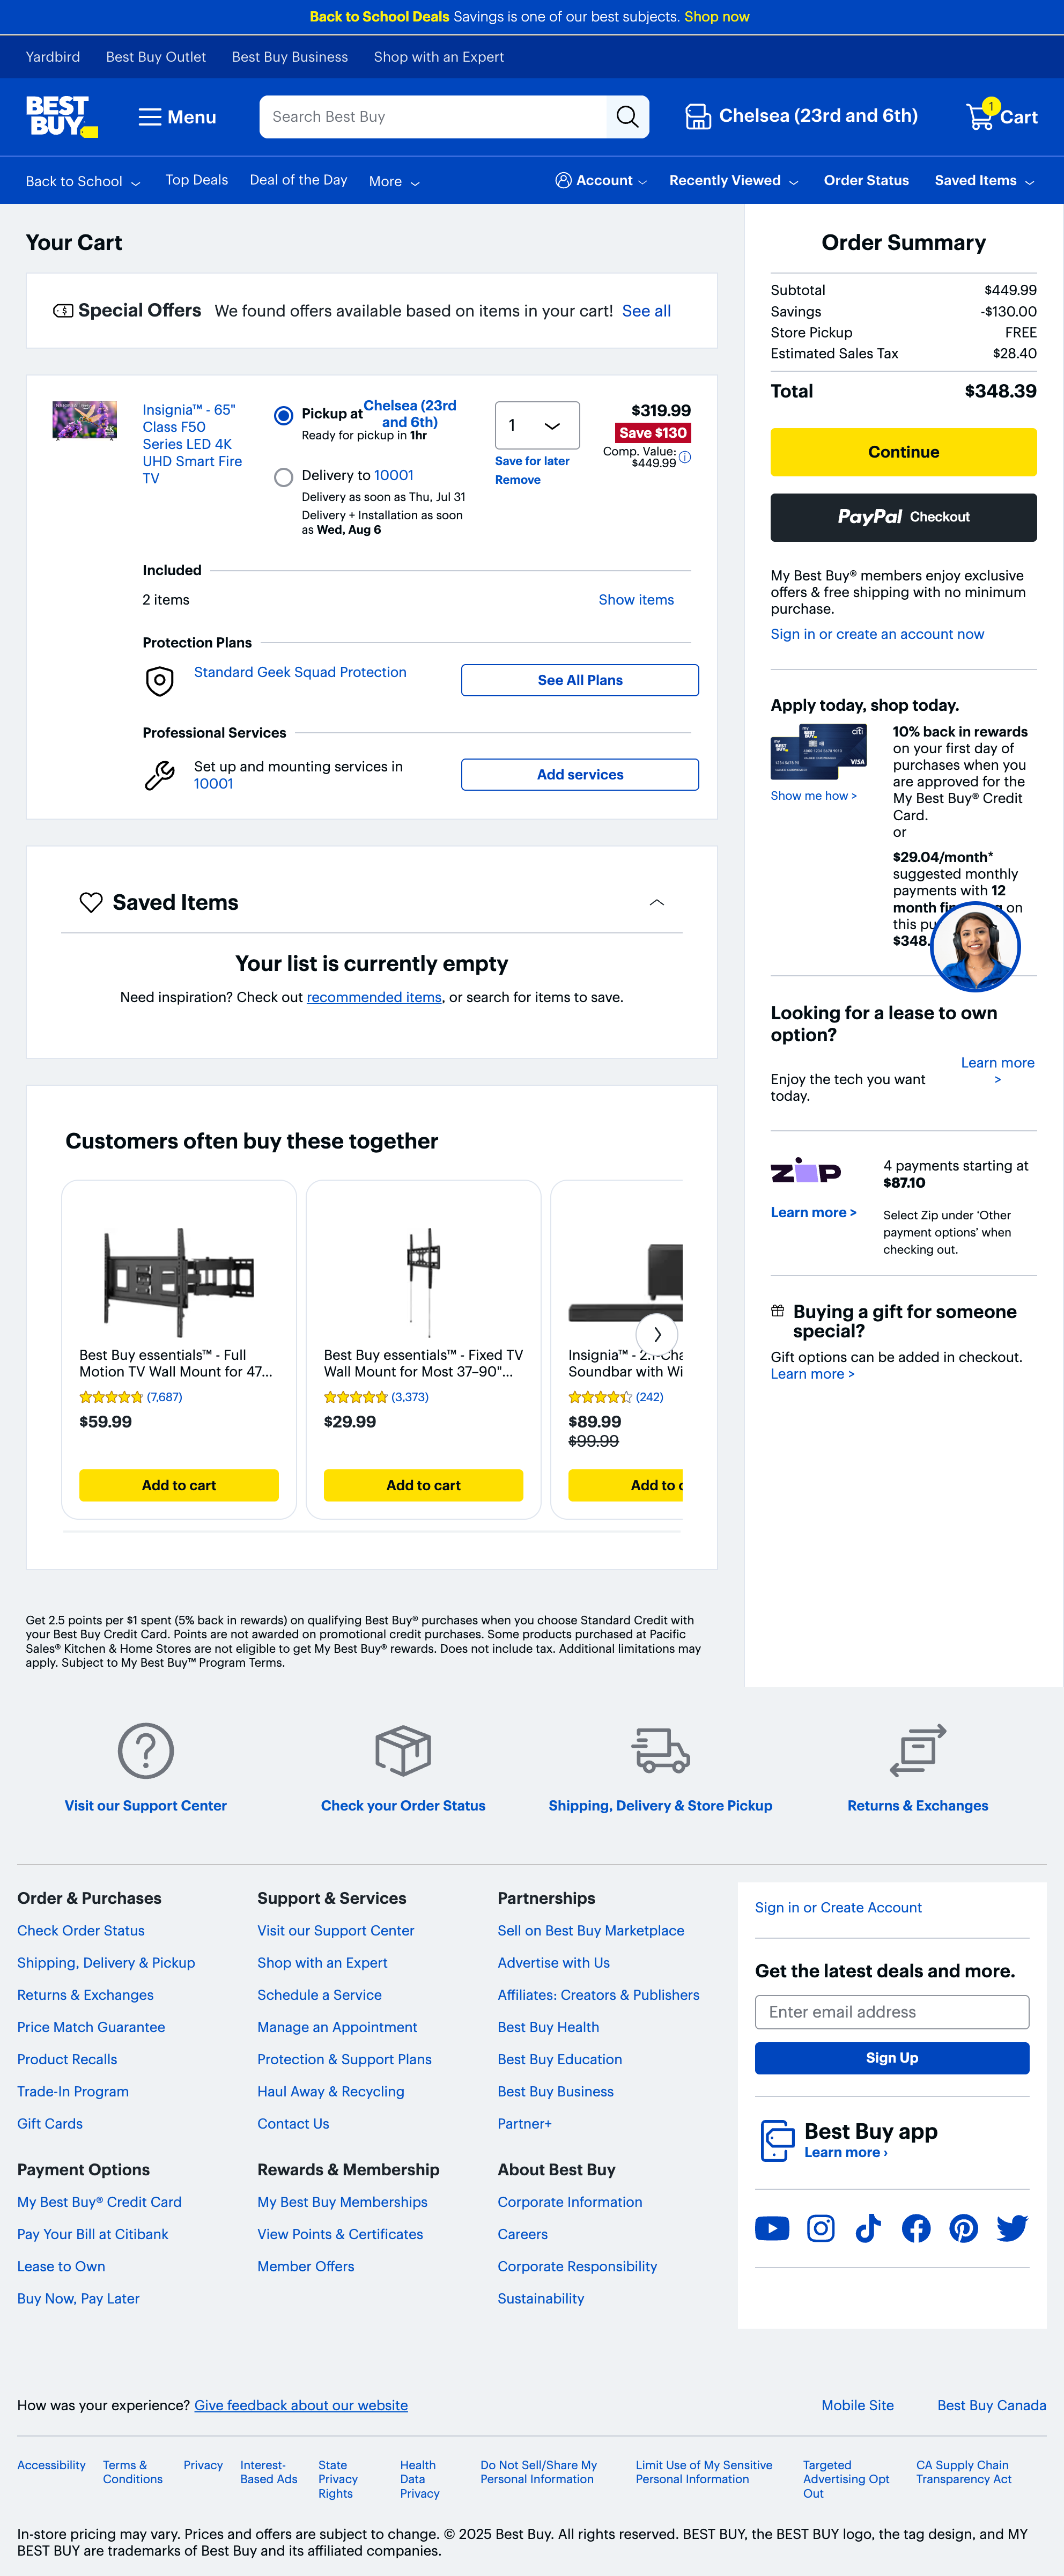 Back to School Deals Savings is one of our best subjects. Shop now
Yardbird Best Buy Outlet Best Buy Business Shop with an Expert
BEST BUY
Menu
Search Best Buy
Chelsea (23rd and 6th)
1
Cart
Back to School Top Deals Deal of the Day More Account Recently Viewed Order Status Saved Items
Your Cart
Special Offers We found offers available based on items in your cart! See all
Insignia™ - 65"
Class F50
Series LED 4K
UHD Smart Fire
TV
Pickup at Chelsea (23rd
and 6th)
Ready for pickup in 1hr
Delivery to 10001
Delivery as soon as Thu, Jul 31
Delivery + Installation as soon
as Wed, Aug 6
1
Save for later
Remove
$319.99
Save $130
Comp. Value:
$449.99
Included
2 items Show items
Protection Plans
Standard Geek Squad Protection See All Plans
Professional Services
Set up and mounting services in
10001
Add services
Saved Items
Your list is currently empty
Need inspiration? Check out recommended items, or search for items to save.
Customers often buy these together
Best Buy essentials™ - Full
Motion TV Wall Mount for 47...
(7,687)
$59.99
Add to cart
Best Buy essentials™ - Fixed TV
Wall Mount for Most 37–90"...
(3,373)
$29.99
Add to cart
Insignia™ - 2
Soundbar with Wi
(242)
$89.99
$99.99
Add to c
Get 2.5 points per $1 spent (5% back in rewards) on qualifying Best Buy® purchases when you choose Standard Credit with
your Best Buy Credit Card. Points are not awarded on promotional credit purchases. Some products purchased at Pacific
Sales® Kitchen & Home Stores are not eligible to get My Best Buy® rewards. Does not include tax. Additional limitations may
apply. Subject to My Best Buy™ Program Terms.
Order Summary
Subtotal $449.99
Savings -$130.00
Store Pickup FREE
Estimated Sales Tax $28.40
Total $348.39
Continue
PayPal Checkout
My Best Buy® members enjoy exclusive
offers & free shipping with no minimum
purchase.
Sign in or create an account now
Apply today, shop today.
citi
BEST BUY
VISA
Show me how >
10% back in rewards
on your first day of
purchases when you
are approved for the
My Best Buy® Credit
Card.
or
$29.04/month*
suggested monthly
payments with 12
month on
this
$348.
Looking for a lease to own
option?
Enjoy the tech you want
today.
Learn more
>
ZIP
Learn more >
4 payments starting at
$87.10
Select Zip under 'Other
payment options' when
checking out.
Buying a gift for someone
special?
Gift options can be added in checkout.
Learn more >
Visit our Support Center Check your Order Status Shipping, Delivery & Store Pickup Returns & Exchanges
Order & Purchases
Check Order Status
Shipping, Delivery & Pickup
Returns & Exchanges
Price Match Guarantee
Product Recalls
Trade-In Program
Gift Cards
Support & Services
Visit our Support Center
Shop with an Expert
Schedule a Service
Manage an Appointment
Protection & Support Plans
Haul Away & Recycling
Contact Us
Partnerships
Sell on Best Buy Marketplace
Advertise with Us
Affiliates: Creators & Publishers
Best Buy Health
Best Buy Education
Best Buy Business
Partner+
Payment Options
My Best Buy® Credit Card
Pay Your Bill at Citibank
Lease to Own
Buy Now, Pay Later
Rewards & Membership
My Best Buy Memberships
View Points & Certificates
Member Offers
About Best Buy
Corporate Information
Careers
Corporate Responsibility
Sustainability
Sign in or Create Account
Get the latest deals and more.
Enter email address
Sign Up
Best Buy app
Learn more ›
How was your experience? Give feedback about our website
Mobile Site Best Buy Canada
Accessibility
Terms &
Conditions
Privacy
Interest-
Based Ads
State
Privacy
Rights
Health
Data
Privacy
Do Not Sell/Share My
Personal Information
Limit Use of My Sensitive
Personal Information
Targeted
Advertising Opt
Out
CA Supply Chain
Transparency Act
In-store pricing may vary. Prices and offers are subject to change. © 2025 Best Buy. All rights reserved. BEST BUY, the BEST BUY logo, the tag design, and MY
BEST BUY are trademarks of Best Buy and its affiliated companies.